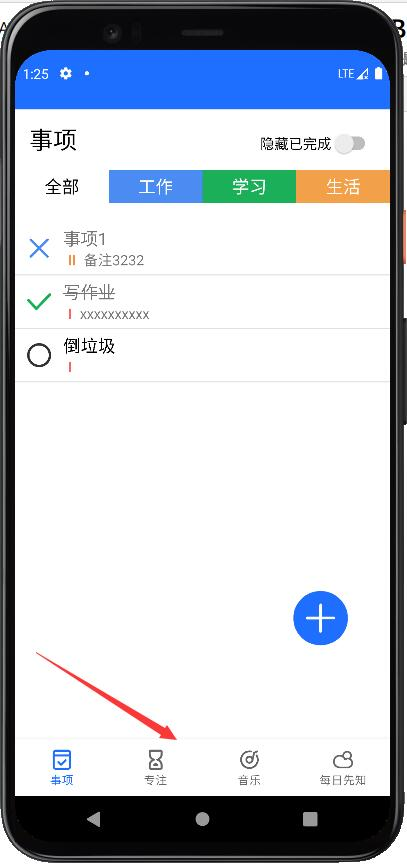 1:25
LTE
事项
隐藏已完成
全部 工作 学习 生活
事项1
II 备注3232
写作业
I xxxxxxxxxx
倒垃圾
I
事项 专注 音乐 每日先知